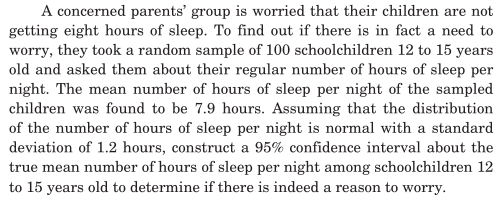 A concerned parents' group is worried that their children are not
getting eight hours of sleep. To find out if there is in fact a need to
worry, they took a random sample of 100 schoolchildren 12 to 15 years
old and asked them about their regular number of hours of sleep per
night. The mean number of hours of sleep per night of the sampled
children was found to be 7.9 hours. Assuming that the distribution
of the number of hours of sleep per night is normal with a standard
deviation of 1.2 hours, construct a 95% confidence interval about the
true mean number of hours of sleep per night among schoolchildren 12
to 15 years old to determine if there is indeed a reason to worry.